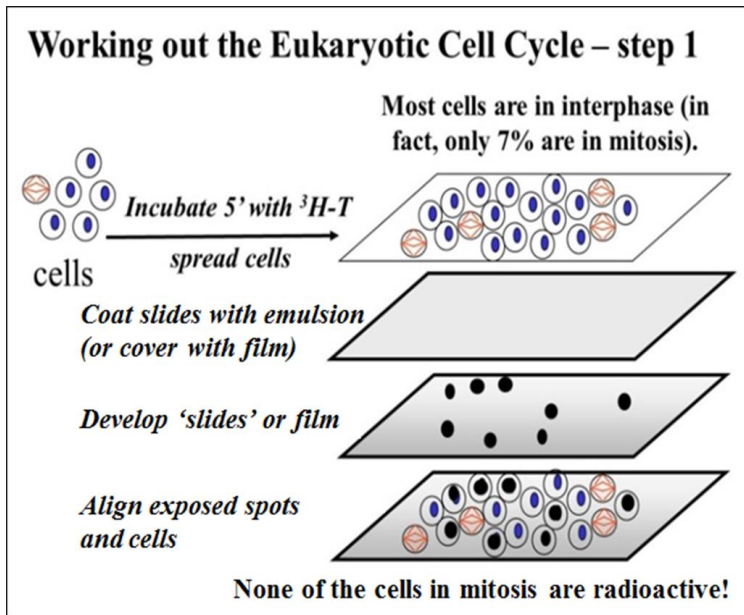 Working out the Eukaryotic Cell Cycle – step 1
Most cells are in interphase (in
fact, only 7% are in mitosis).
Incubate 5’ with ³H-T
spread cells
cells
Coat slides with emulsion
(or cover with film)
Develop ‘slides’ or film
Align exposed spots
and cells
None of the cells in mitosis are radioactive!